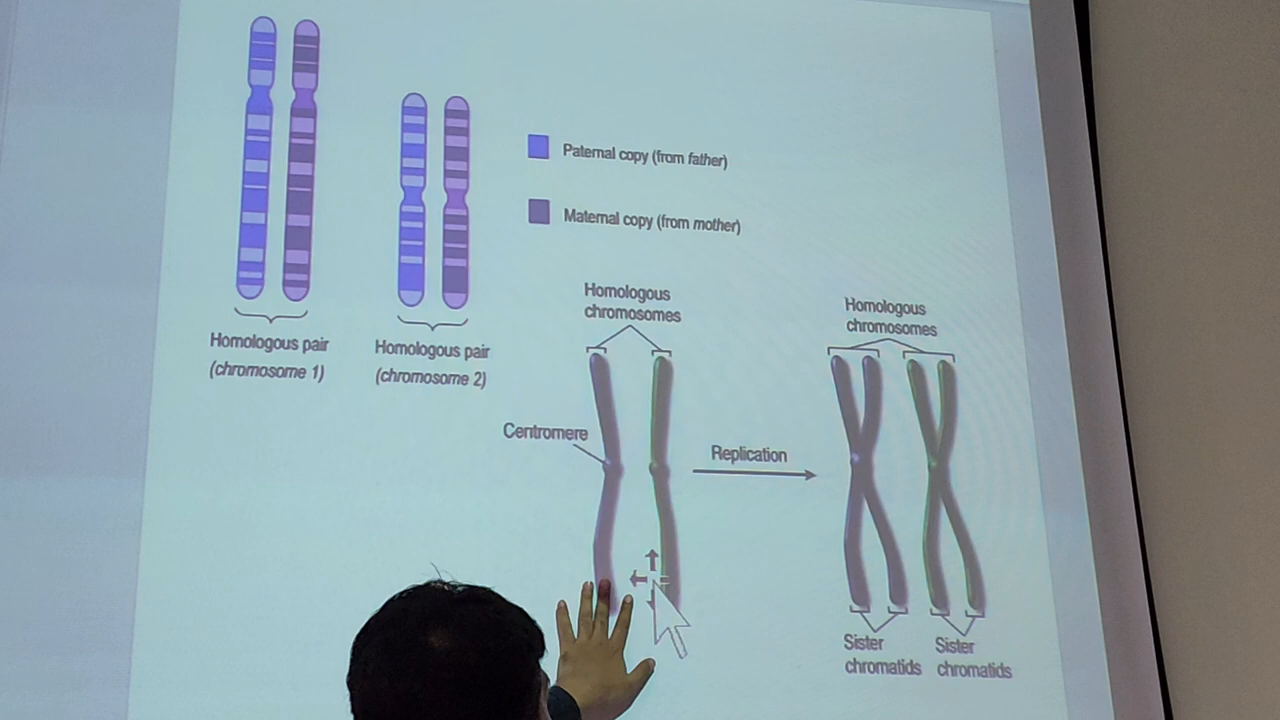 Paternal copy (from father)
Maternal copy (from mother)
Homologous pair
(chromosome 1)
Homologous pair
(chromosome 2)
Homologous
chromosomes
Centromere
Replication
Homologous
chromosomes
Sister
chromatids
Sister
chromatids